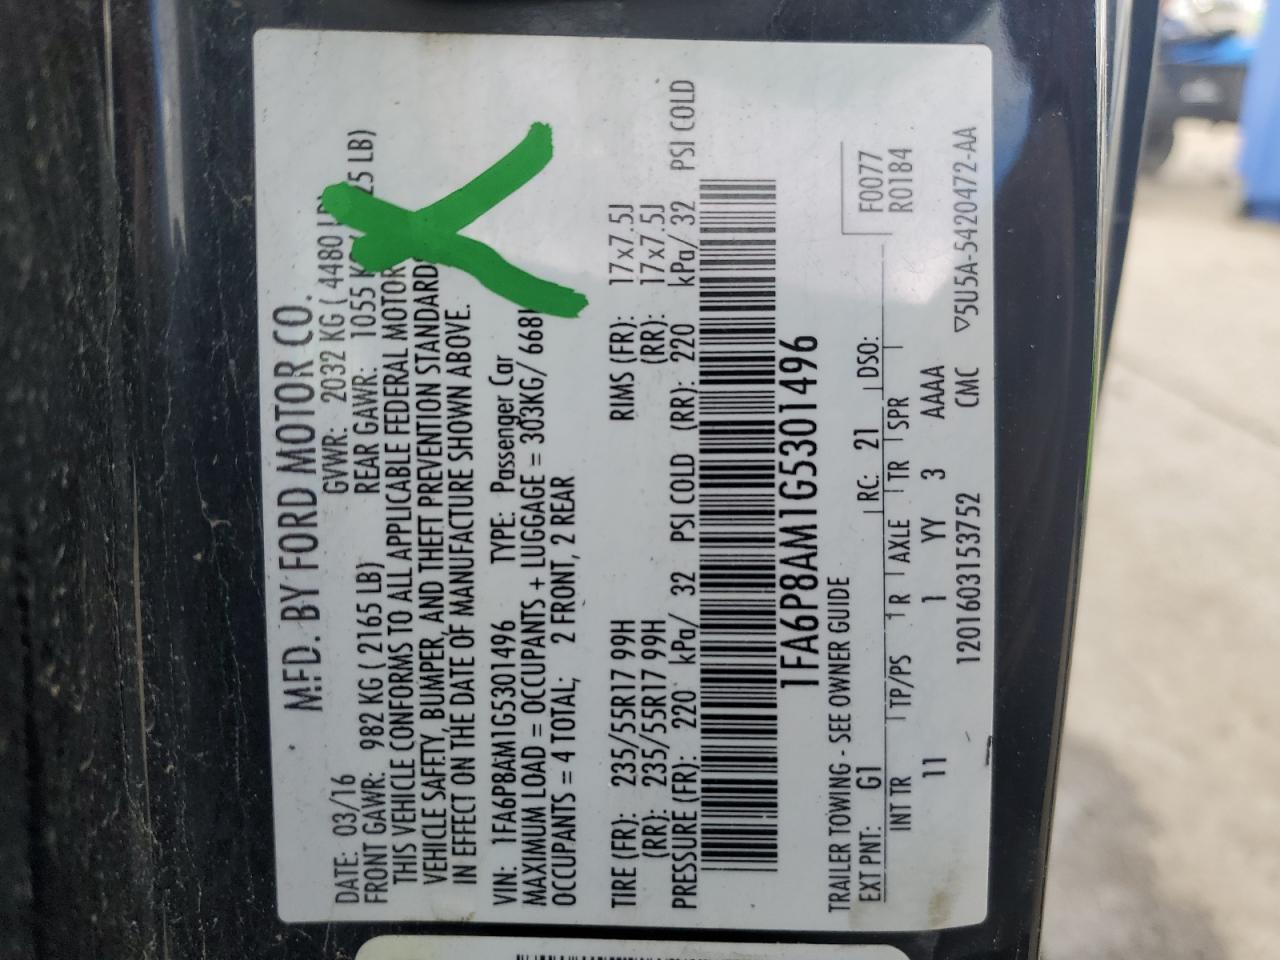 MFD. BY FORD MOTOR CO.
DATE: 03/16 GVWR: 2032 KG ( 4480
FRONT GAWR: 982 KG ( 2165 LB) REAR GAWR: 1055 LB)
THIS VEHICLE CONFORMS TO ALL APPLICABLE FEDERAL MOTOR
VEHICLE SAFETY, BUMPER, AND THEFT PREVENTION STANDARDS
IN EFFECT ON THE DATE OF MANUFACTURE SHOWN ABOVE.
VIN: 1FA6P8AM1G5301496 TYPE: Passenger Car
MAXIMUM LOAD = OCCUPANTS + LUGGAGE = 303KG/ 668
OCCUPANTS = 4 TOTAL; 2 FRONT, 2 REAR
TIRE (FR): 235/55R17 99H RIMS (FR): 17x7.5J
(RR): 235/55R17 99H (RR): 17x7.5J
PRESSURE (FR): 220 kPa/ 32 PSI COLD (RR): 220 kPa/ 32 PSI COLD
1FA6P8AM1G5301496
TRAILER TOWING - SEE OWNER GUIDE
F0077
R0184
EXT PNT: G1 RC: 21 DSO:
INT TR TP/PS R AXLE TR SPR
11 1 YY 3 AAAA
1201603153752 CMC ▽5U5A-5420472-AA